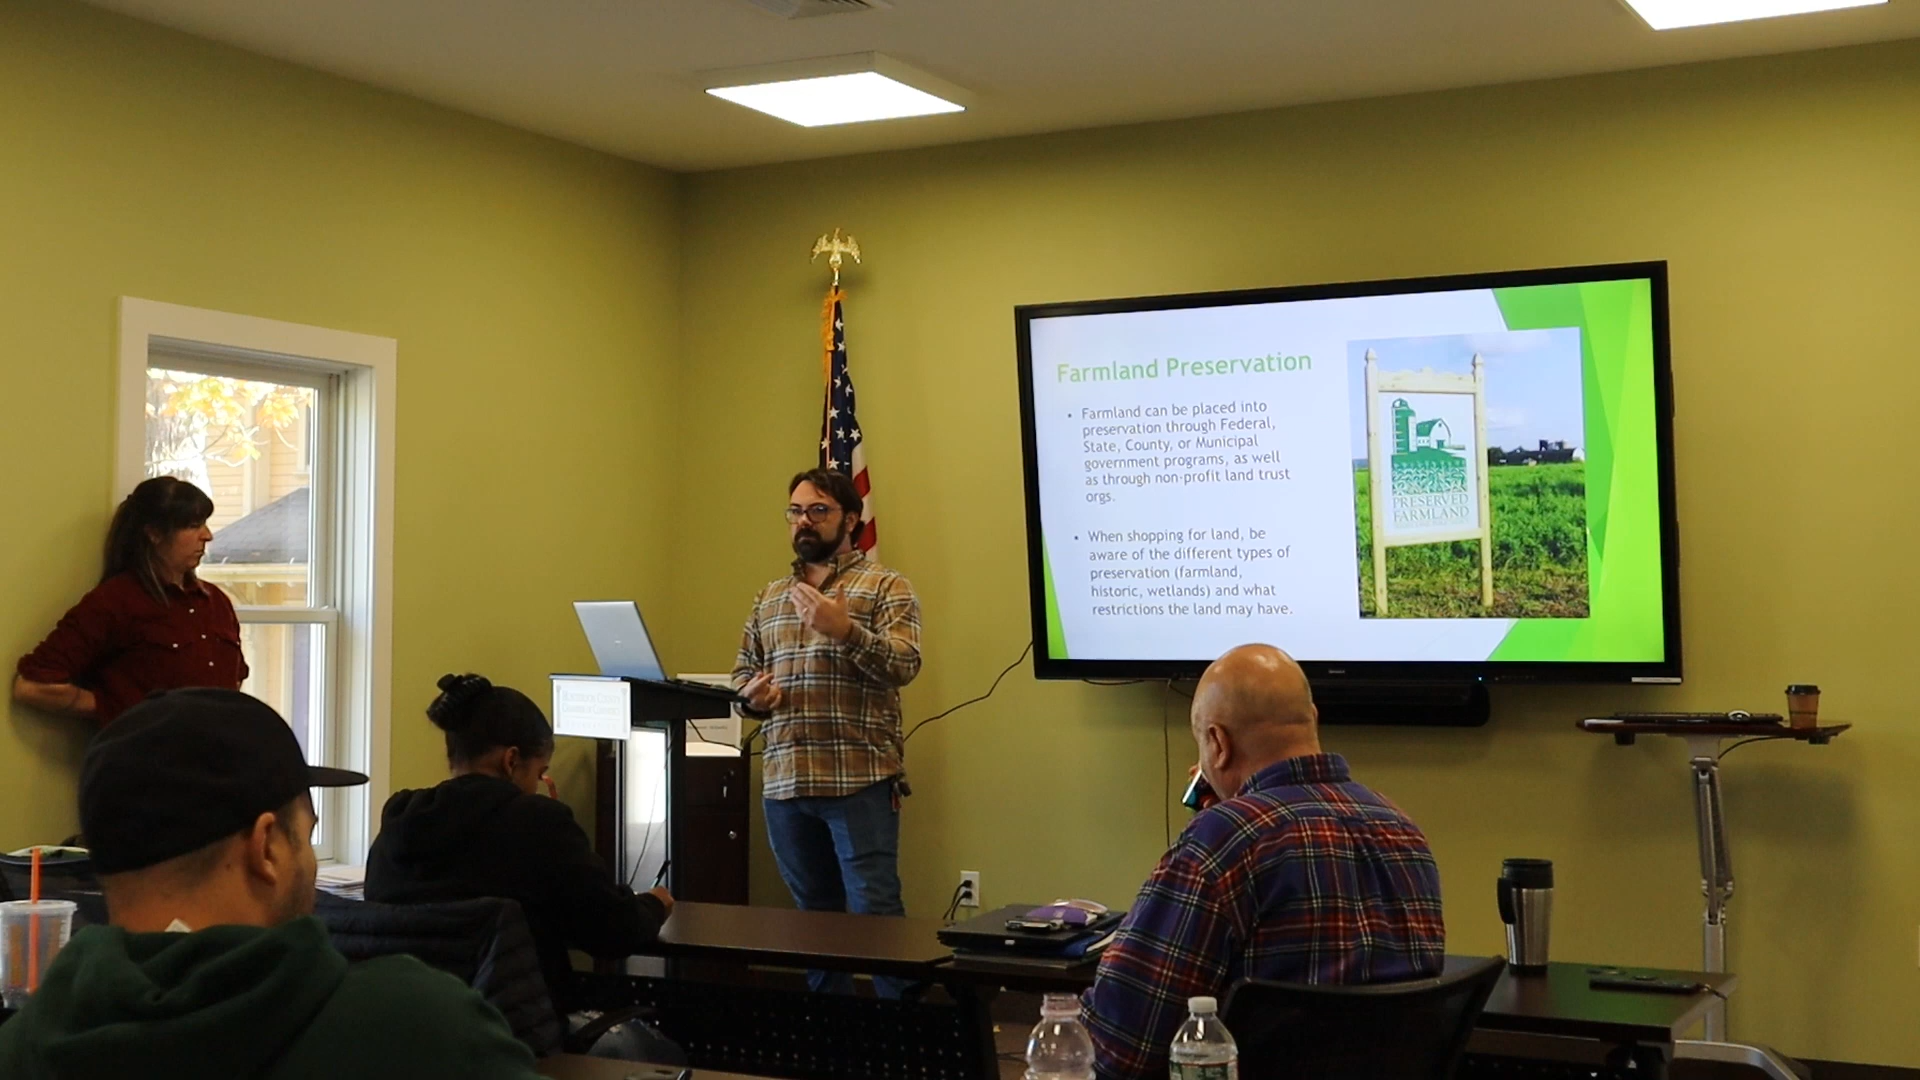 Farmland Preservation
• Farmland can be placed into
preservation through Federal,
State, County, or Municipal
government programs, as well
as through non-profit land trust
orgs.
• When shopping for land, be
aware of the different types of
preservation (farmland,
historic, wetlands) and what
restrictions the land may have.
PRESERVED
FARMLAND